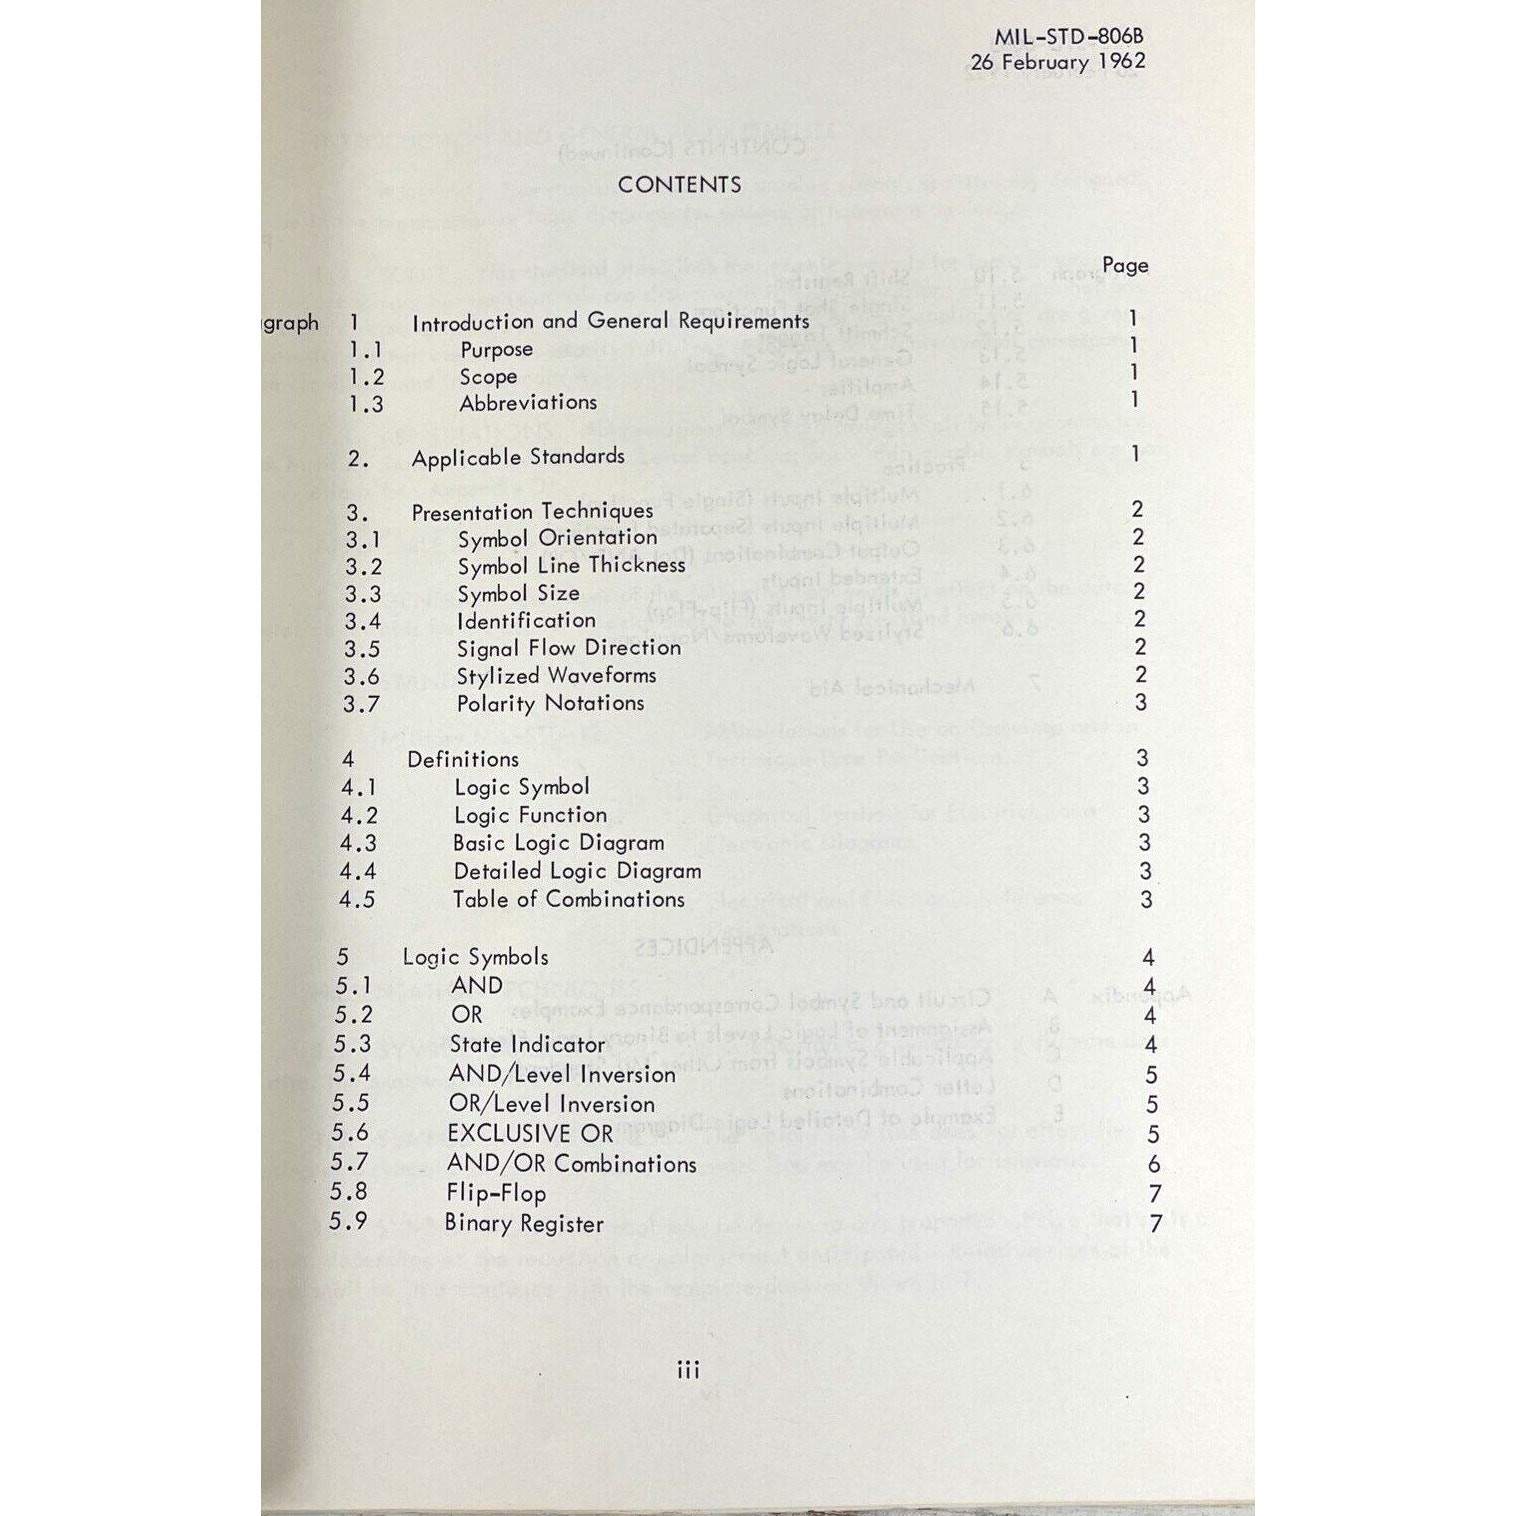 MIL-STD-806B
26 February 1962
CONTENTS
Page
graph 1 Introduction and General Requirements 1
1.1 Purpose 1
1.2 Scope 1
1.3 Abbreviations 1
2. Applicable Standards 1
3. Presentation Techniques 2
3.1 Symbol Orientation 2
3.2 Symbol Line Thickness 2
3.3 Symbol Size 2
3.4 Identification 2
3.5 Signal Flow Direction 2
3.6 Stylized Waveforms 2
3.7 Polarity Notations 3
4 Definitions 3
4.1 Logic Symbol 3
4.2 Logic Function 3
4.3 Basic Logic Diagram 3
4.4 Detailed Logic Diagram 3
4.5 Table of Combinations 3
5 Logic Symbols 4
5.1 AND 4
5.2 OR 4
5.3 State Indicator 4
5.4 AND/Level Inversion 5
5.5 OR/Level Inversion 5
5.6 EXCLUSIVE OR 5
5.7 AND/OR Combinations 6
5.8 Flip-Flop 7
5.9 Binary Register 7
iii